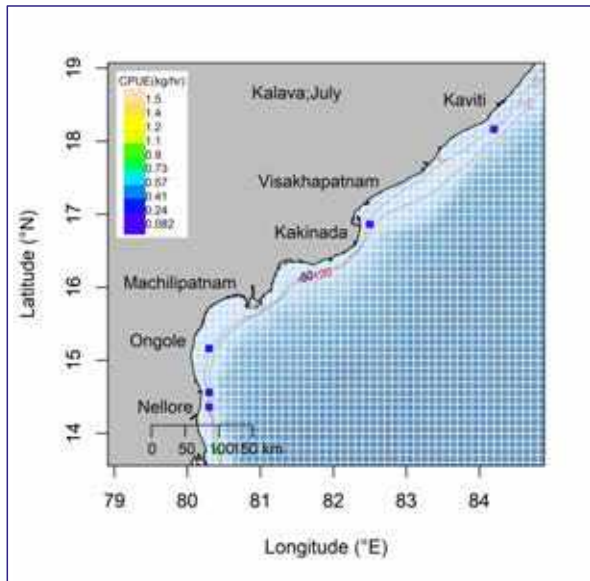 CPUE(kg/hr)
1.5
1.4
1.2
1.1
0.9
0.73
0.57
0.41
0.24
0.082
Kalava;July
Kaviti
Visakhapatnam
Kakinada
Machilipatnam
Ongole
Nellore
0 50 100 150 km
19
18
17
16
15
14
Latitude (°N)
79 80 81 82 83 84
Longitude (°E)